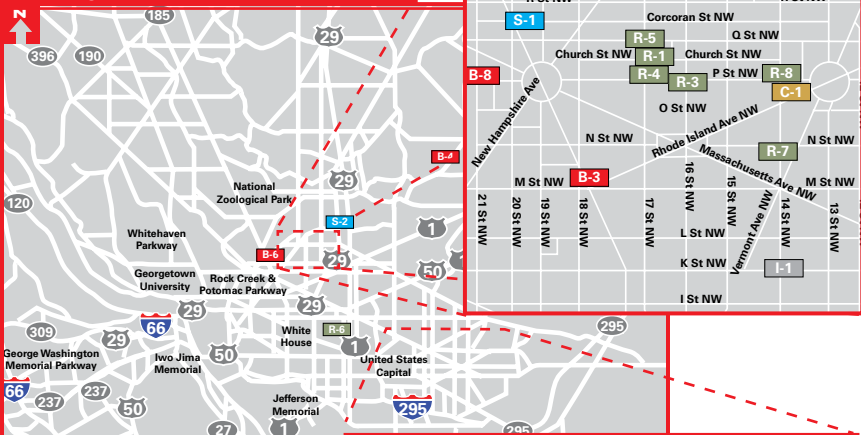 N
185
29
396
190
B-4
29
National
Zoological Park
120
S-2
1
Whitehaven
Parkway
B-6
29
50
Georgetown
University
Rock Creek &
Potomac Parkway
29
29
66
309
29
White
House
R-6
1
295
George Washington
Memorial Parkway
Iwo Jima
Memorial
50
United States
Capital
66
237
237
50
Jefferson
Memorial
295
27
1
295
S-1
Corcoran St NW
R-5
Q St NW
Church St NW
R-1
Church St NW
B-8
R-4
R-3
P St NW
R-8
C-1
New Hampshire Ave
O St NW
Rhode Island Ave NW
N St NW
N St NW
R-7
Massachusetts Ave NW
M St NW
B-3
M St NW
21 St NW
20 St NW
19 St NW
18 St NW
17 St NW
16 St NW
15 St NW
Vermont Ave NW
14 St NW
13 St NW
L St NW
K St NW
I-1
I St NW